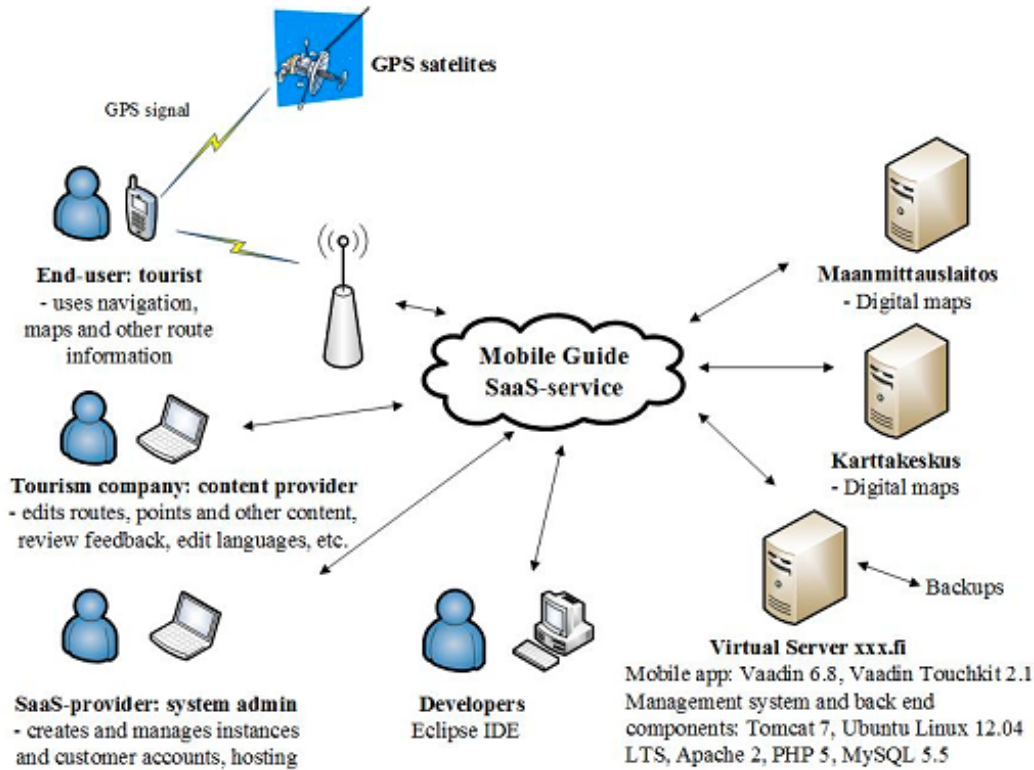 GPS satelites
GPS signal
End-user: tourist
- uses navigation,
maps and other route
information
Mobile Guide
SaaS-service
Maanmittauslaitos
- Digital maps
Karttakeskus
- Digital maps
Tourism company: content provider
- edits routes, points and other content,
review feedback, edit languages, etc.
Backups
SaaS-provider: system admin
- creates and manages instances
and customer accounts, hosting
Developers
Eclipse IDE
Virtual Server xxx.fi
Mobile app: Vaadin 6.8, Vaadin Touchkit 2.1
Management system and back end
components: Tomcat 7, Ubuntu Linux 12.04
LTS, Apache 2, PHP 5, MySQL 5.5